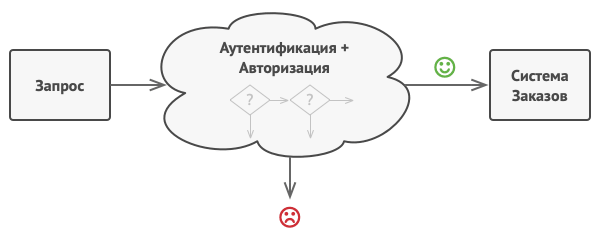 Аутентификация +
Авторизация
Запрос
? ?
Система
Заказов